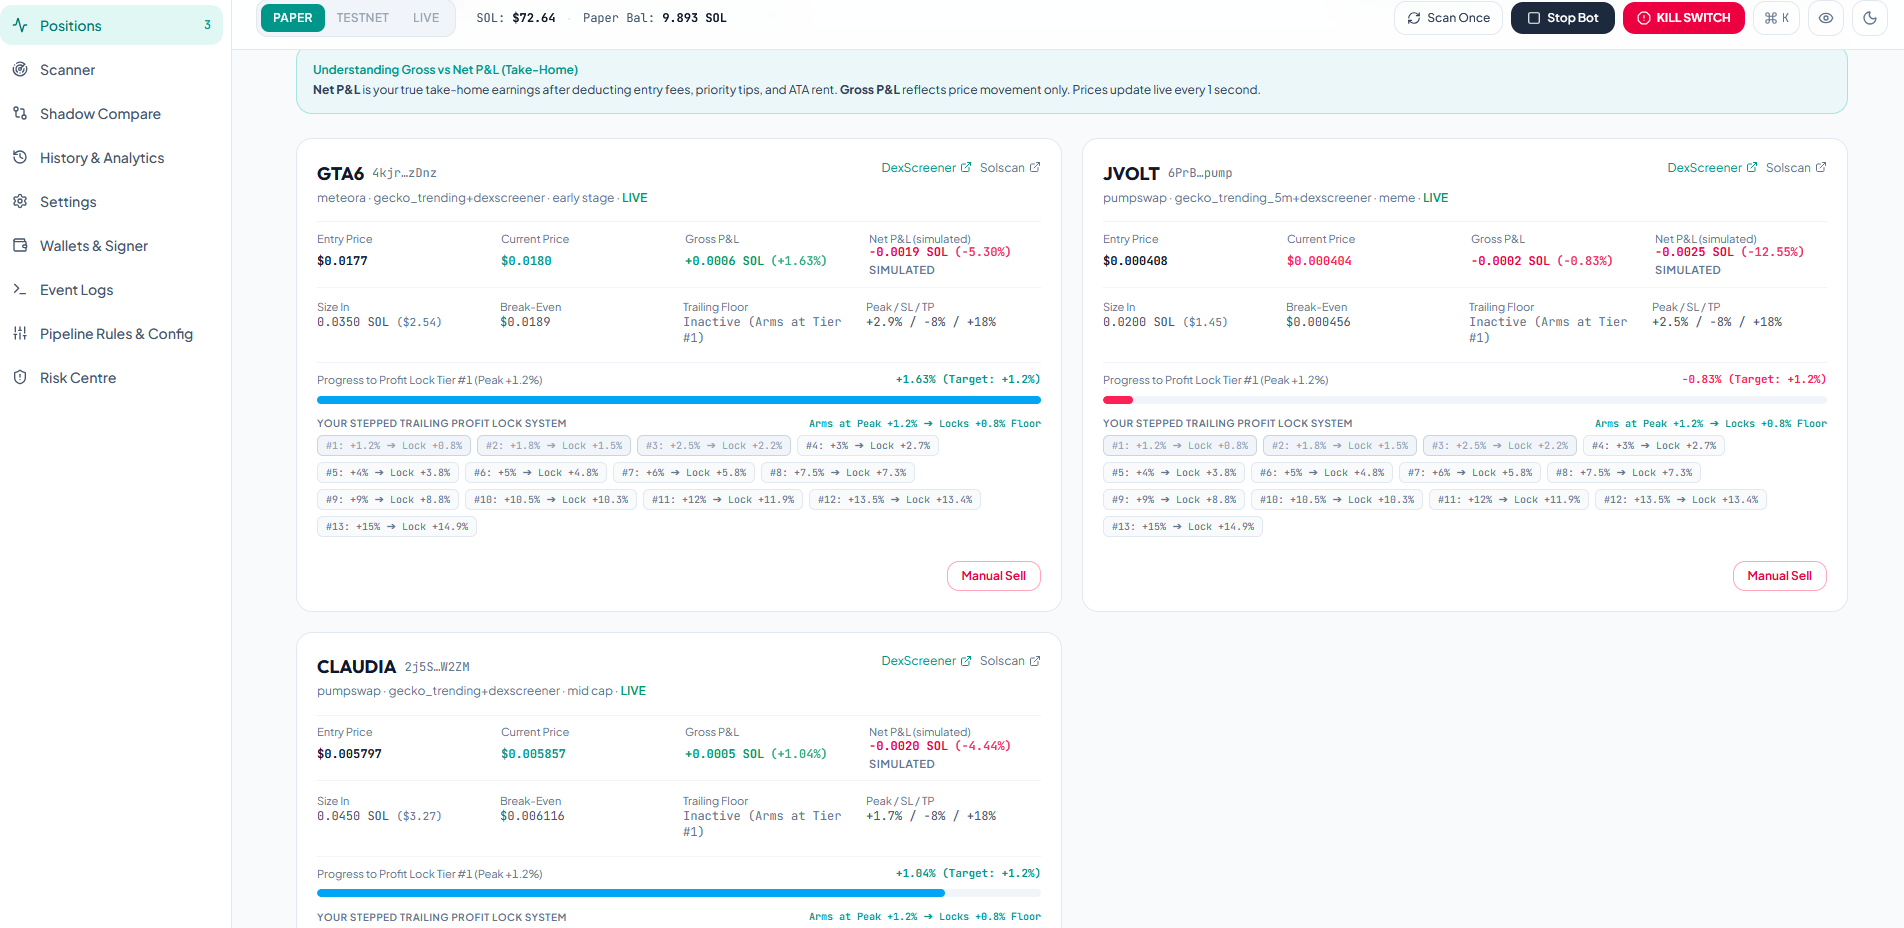 Positions 3
Scanner
Shadow Compare
History & Analytics
Settings
Wallets & Signer
Event Logs
Pipeline Rules & Config
Risk Centre
PAPER TESTNET LIVE SOL: $72.64 · Paper Bal: 9.893 SOL Scan Once Stop Bot KILL SWITCH ⌘ K
Understanding Gross vs Net P&L (Take-Home)
Net P&L is your true take-home earnings after deducting entry fees, priority tips, and ATA rent. Gross P&L reflects price movement only. Prices update live every 1 second.
GTA6 4kjr…zDnz DexScreener Solscan
meteora · gecko_trending+dexscreener · early stage · LIVE
Entry Price Current Price Gross P&L Net P&L (simulated)
$0.0177 $0.0180 +0.0006 SOL (+1.63%) -0.0019 SOL (-5.30%)
SIMULATED
Size In Break-Even Trailing Floor Peak / SL / TP
0.0350 SOL ($2.54) $0.0189 Inactive (Arms at Tier #1) +2.9% / -8% / +18%
Progress to Profit Lock Tier #1 (Peak +1.2%) +1.63% (Target: +1.2%)
YOUR STEPPED TRAILING PROFIT LOCK SYSTEM Arms at Peak +1.2% → Locks +0.8% Floor
#1: +1.2% → Lock +0.8% #2: +1.8% → Lock +1.5% #3: +2.5% → Lock +2.2% #4: +3% → Lock +2.7%
#5: +4% → Lock +3.8% #6: +5% → Lock +4.8% #7: +6% → Lock +5.8% #8: +7.5% → Lock +7.3%
#9: +9% → Lock +8.8% #10: +10.5% → Lock +10.3% #11: +12% → Lock +11.9% #12: +13.5% → Lock +13.4%
#13: +15% → Lock +14.9%
Manual Sell
JVOLT 6PrB…pump DexScreener Solscan
pumpswap · gecko_trending_5m+dexscreener · meme · LIVE
Entry Price Current Price Gross P&L Net P&L (simulated)
$0.000408 $0.000404 -0.0002 SOL (-0.83%) -0.0025 SOL (-12.55%)
SIMULATED
Size In Break-Even Trailing Floor Peak / SL / TP
0.0200 SOL ($1.45) $0.000456 Inactive (Arms at Tier #1) +2.5% / -8% / +18%
Progress to Profit Lock Tier #1 (Peak +1.2%) -0.83% (Target: +1.2%)
YOUR STEPPED TRAILING PROFIT LOCK SYSTEM Arms at Peak +1.2% → Locks +0.8% Floor
#1: +1.2% → Lock +0.8% #2: +1.8% → Lock +1.5% #3: +2.5% → Lock +2.2% #4: +3% → Lock +2.7%
#5: +4% → Lock +3.8% #6: +5% → Lock +4.8% #7: +6% → Lock +5.8% #8: +7.5% → Lock +7.3%
#9: +9% → Lock +8.8% #10: +10.5% → Lock +10.3% #11: +12% → Lock +11.9% #12: +13.5% → Lock +13.4%
#13: +15% → Lock +14.9%
Manual Sell
CLAUDIA 2j5S…W2ZM DexScreener Solscan
pumpswap · gecko_trending+dexscreener · mid cap · LIVE
Entry Price Current Price Gross P&L Net P&L (simulated)
$0.005797 $0.005857 +0.0005 SOL (+1.04%) -0.0020 SOL (-4.44%)
SIMULATED
Size In Break-Even Trailing Floor Peak / SL / TP
0.0450 SOL ($3.27) $0.006116 Inactive (Arms at Tier #1) +1.7% / -8% / +18%
Progress to Profit Lock Tier #1 (Peak +1.2%) +1.04% (Target: +1.2%)
YOUR STEPPED TRAILING PROFIT LOCK SYSTEM Arms at Peak +1.2% → Locks +0.8% Floor